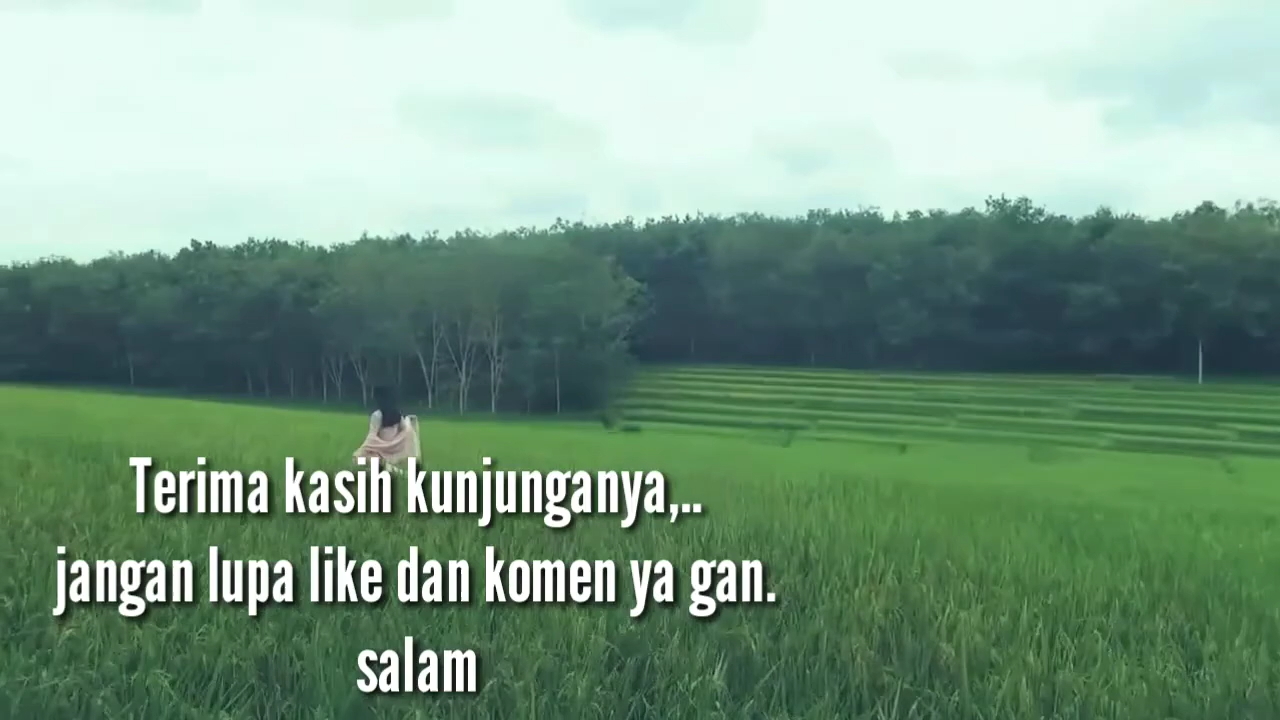 Terima kasih kunjunganya,..
jangan lupa like dan komen ya gan.
salam